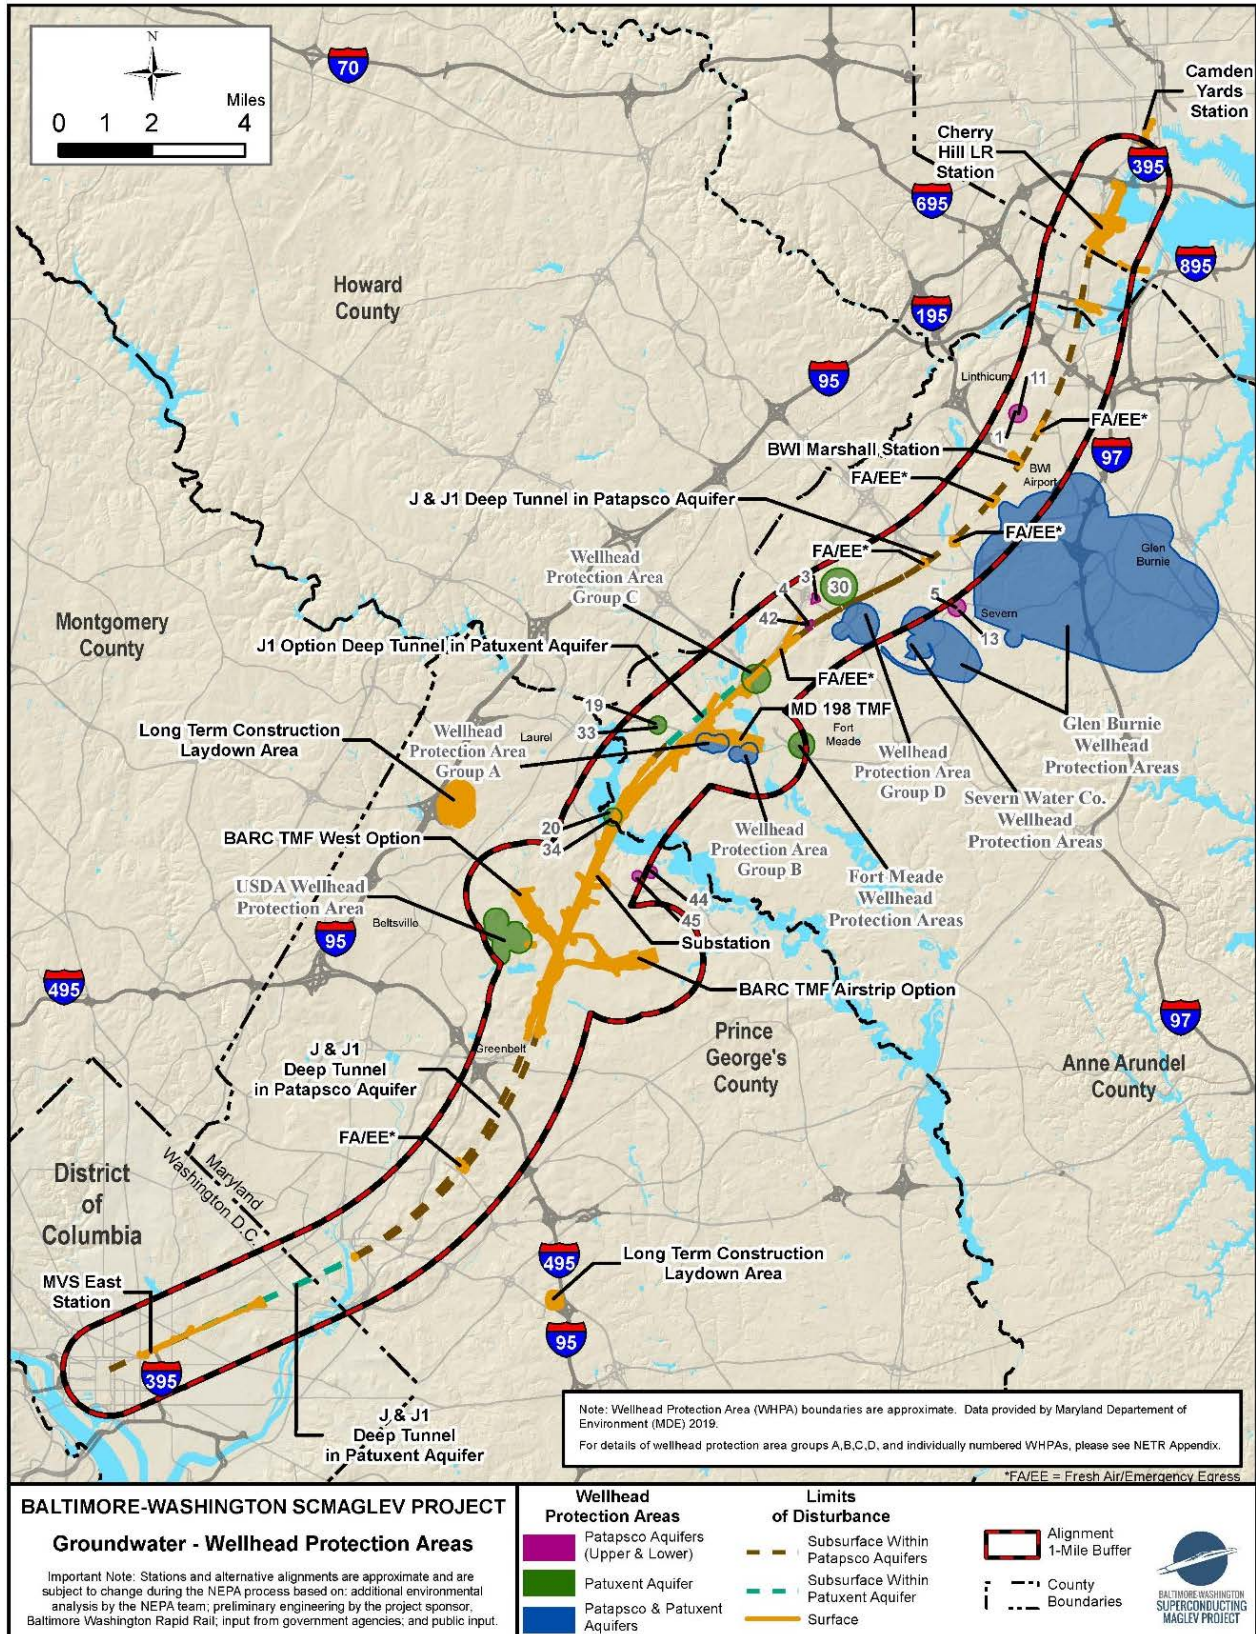 N
Miles
0 1 2 4
70
Camden
Yards
Station
Cherry
Hill LR
Station
395
695
895
Howard
County
195
95
Linthicum
11
1
FA/EE*
BWI Marshall Station
97
BWI
Airport
FA/EE*
J & J1 Deep Tunnel in Patapsco Aquifer
FA/EE*
FA/EE*
Glen
Burnie
Wellhead
Protection Area
Group C
3
30
4
5
Severn
42
13
Montgomery
County
J1 Option Deep Tunnel in Patuxent Aquifer
FA/EE*
19
MD 198 TMF
33
Laurel
Fort
Meade
Long Term Construction
Laydown Area
Wellhead
Protection Area
Group A
Glen Burnie
Wellhead
Protection Areas
Wellhead
Protection Area
Group D
Severn Water Co.
Wellhead
Protection Areas
20
34
BARC TMF West Option
Wellhead
Protection Area
Group B
Fort Meade
Wellhead
Protection Areas
USDA Wellhead
Protection Area
44
45
Beltsville
95
Substation
495
BARC TMF Airstrip Option
97
Prince
George's
County
Greenbelt
J & J1
Deep Tunnel
in Patapsco Aquifer
Anne Arundel
County
FA/EE*
District
of
Columbia
Maryland
Washington D.C.
495
Long Term Construction
Laydown Area
MVS East
Station
95
395
J & J1
Deep Tunnel
in Patuxent Aquifer
Note: Wellhead Protection Area (WHPA) boundaries are approximate. Data provided by Maryland Departement of
Environment (MDE) 2019.
For details of wellhead protection area groups A,B,C,D, and individually numbered WHPAs, please see NETR Appendix.
*FA/EE = Fresh Air/Emergency Egress
BALTIMORE-WASHINGTON SCMAGLEV PROJECT
Groundwater - Wellhead Protection Areas
Important Note: Stations and alternative alignments are approximate and are
subject to change during the NEPA process based on: additional environmental
analysis by the NEPA team; preliminary engineering by the project sponsor,
Baltimore Washington Rapid Rail; input from government agencies; and public input.
Wellhead
Protection Areas
Patapsco Aquifers
(Upper & Lower)
Patuxent Aquifer
Patapsco & Patuxent
Aquifers
Limits
of Disturbance
Subsurface Within
Patapsco Aquifers
Subsurface Within
Patuxent Aquifer
Surface
Alignment
1-Mile Buffer
County
Boundaries
BALTIMORE-WASHINGTON
SUPERCONDUCTING
MAGLEV PROJECT